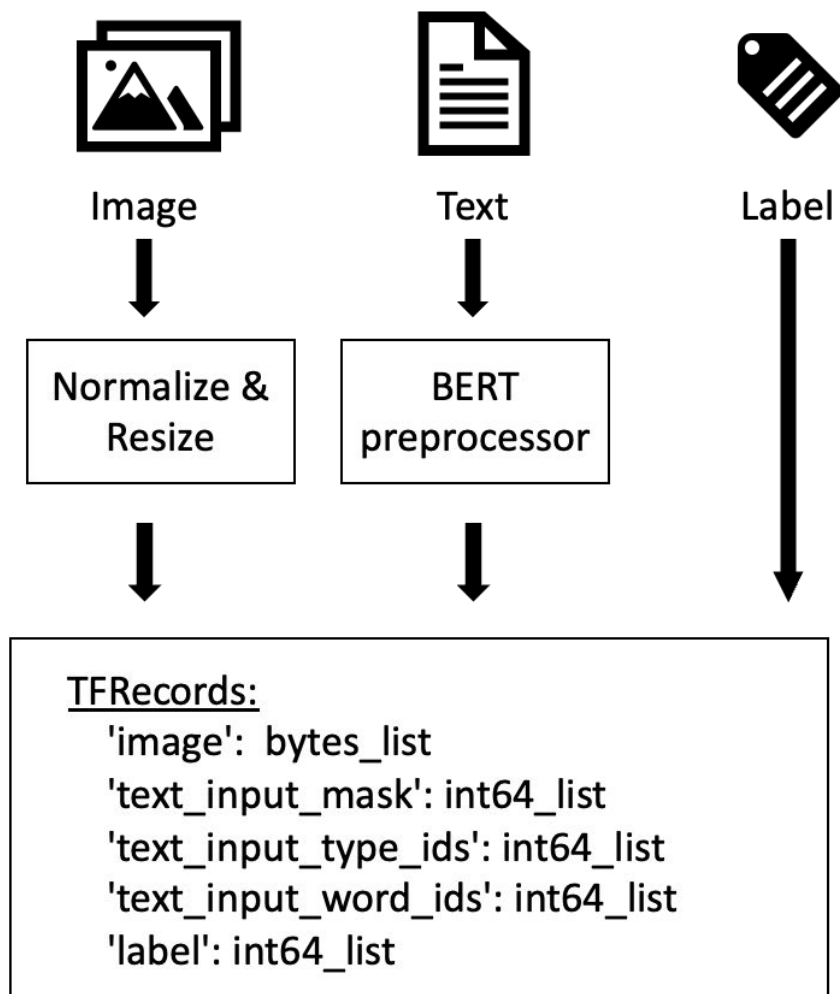 Image
Text
Label
Normalize &
Resize
BERT
preprocessor
TFRecords:
'image':  bytes_list
'text_input_mask': int64_list
'text_input_type_ids': int64_list
'text_input_word_ids': int64_list
'label': int64_list